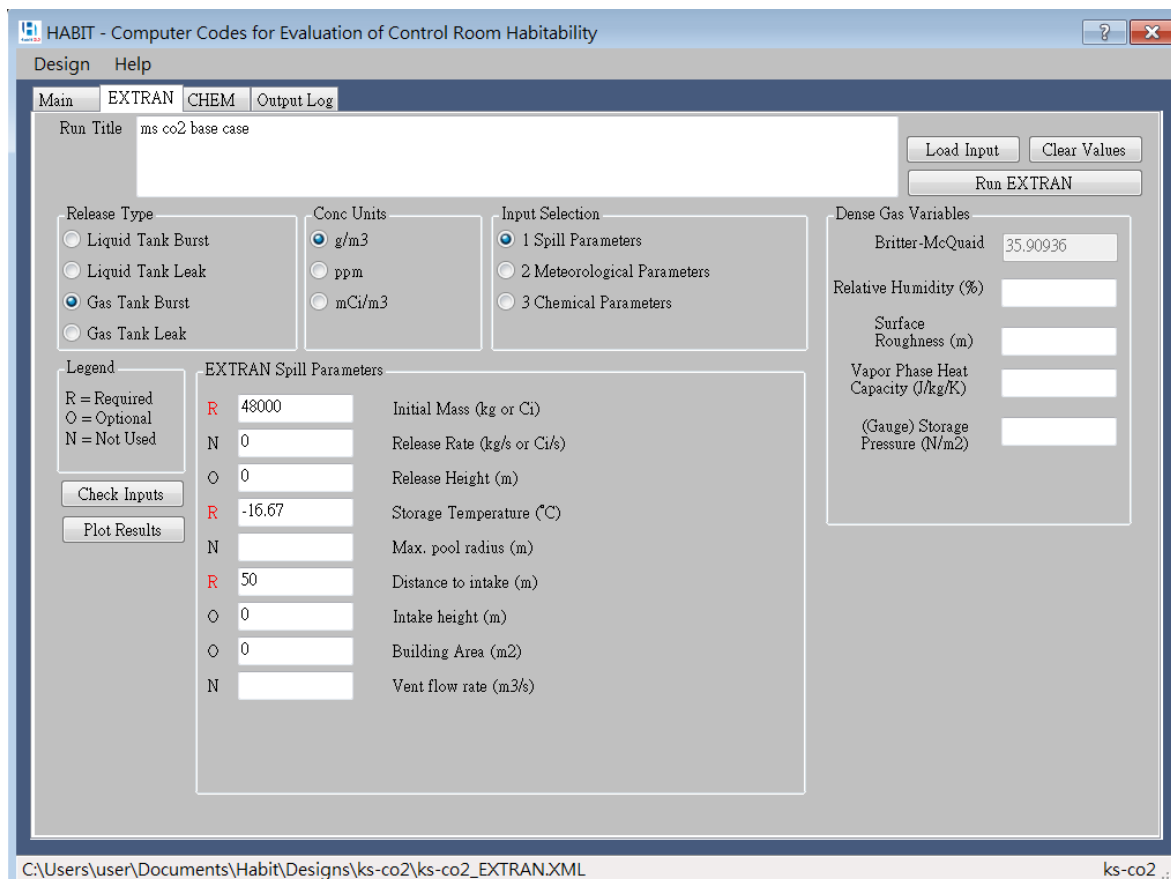 HABIT - Computer Codes for Evaluation of Control Room Habitability
Design Help
Main EXTRAN CHEM Output Log
Run Title ms co2 base case
Load Input Clear Values
Run EXTRAN
Release Type
Liquid Tank Burst
Liquid Tank Leak
Gas Tank Burst
Gas Tank Leak
Conc Units
g/m3
ppm
mCi/m3
Input Selection
1 Spill Parameters
2 Meteorological Parameters
3 Chemical Parameters
Dense Gas Variables
Britter-McQuaid 35.90936
Relative Humidity (%)
Surface
Roughness (m)
Vapor Phase Heat
Capacity (J/kg/K)
(Gauge) Storage
Pressure (N/m2)
Legend
R = Required
O = Optional
N = Not Used
Check Inputs
Plot Results
EXTRAN Spill Parameters
R 48000 Initial Mass (kg or Ci)
N 0 Release Rate (kg/s or Ci/s)
O 0 Release Height (m)
R -16.67 Storage Temperature (°C)
N Max. pool radius (m)
R 50 Distance to intake (m)
O 0 Intake height (m)
O 0 Building Area (m2)
N Vent flow rate (m3/s)
C:\Users\user\Documents\Habit\Designs\ks-co2\ks-co2_EXTRAN.XML ks-co2